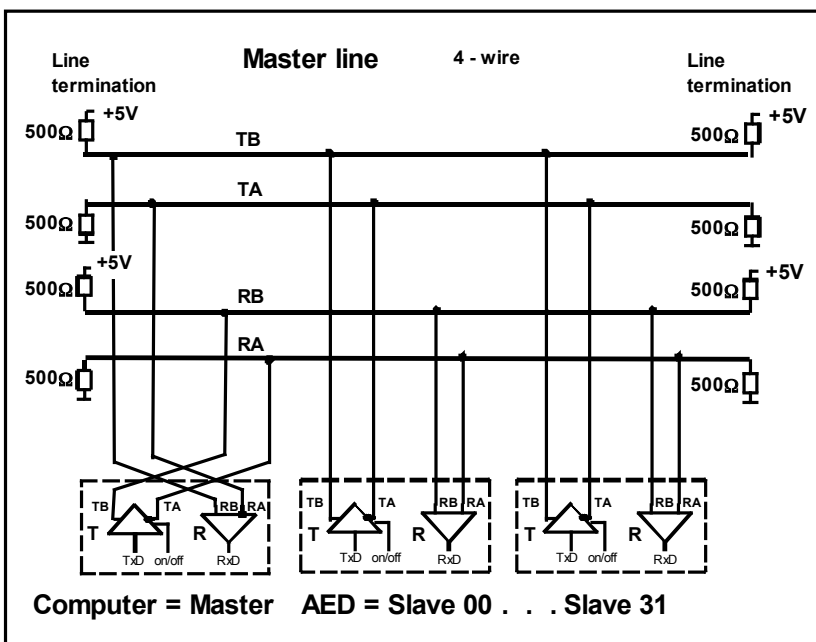 Master line 4 - wire
Line termination
Line termination
+5V
+5V
500Ω
500Ω
TB
TA
500Ω
500Ω
+5V
+5V
500Ω
500Ω
RB
RA
500Ω
500Ω
TB TA RB RA TB TA RB RA TB TA RB RA
T R T R T R
TxD on/off RxD TxD on/off RxD TxD on/off RxD
Computer = Master AED = Slave 00 . . . Slave 31